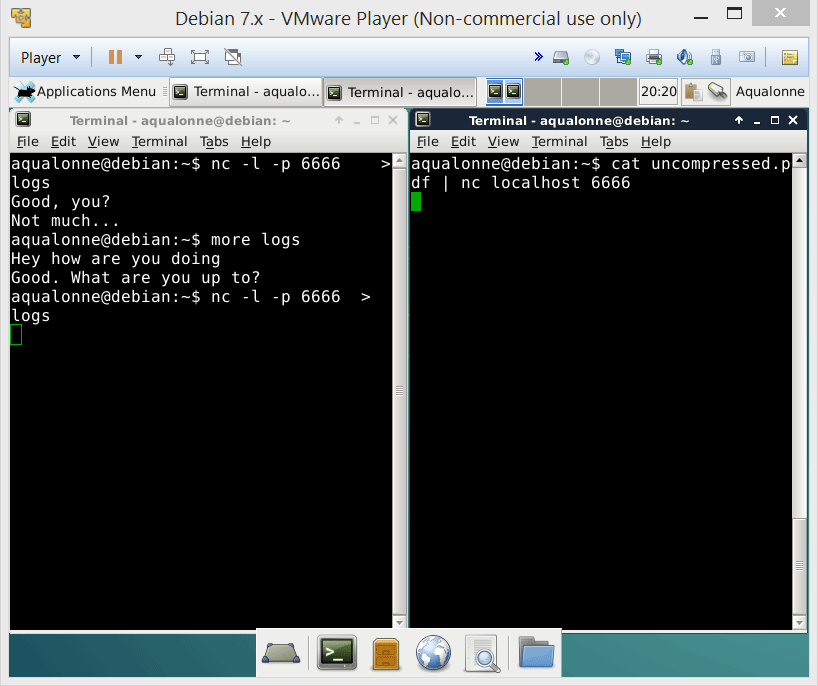 Debian 7.x - VMware Player (Non-commercial use only)
Player
Applications Menu
Terminal - aqualo...
Terminal - aqualo...
20:20
Aqualonne
Terminal - aqualonne@debian: ~
File Edit View Terminal Tabs Help
aqualonne@debian:~$ nc -l -p 6666    >
logs
Good, you?
Not much...
aqualonne@debian:~$ more logs
Hey how are you doing
Good. What are you up to?
aqualonne@debian:~$ nc -l -p 6666  >
logs
Terminal - aqualonne@debian: ~
File Edit View Terminal Tabs Help
aqualonne@debian:~$ cat uncompressed.p
df | nc localhost 6666